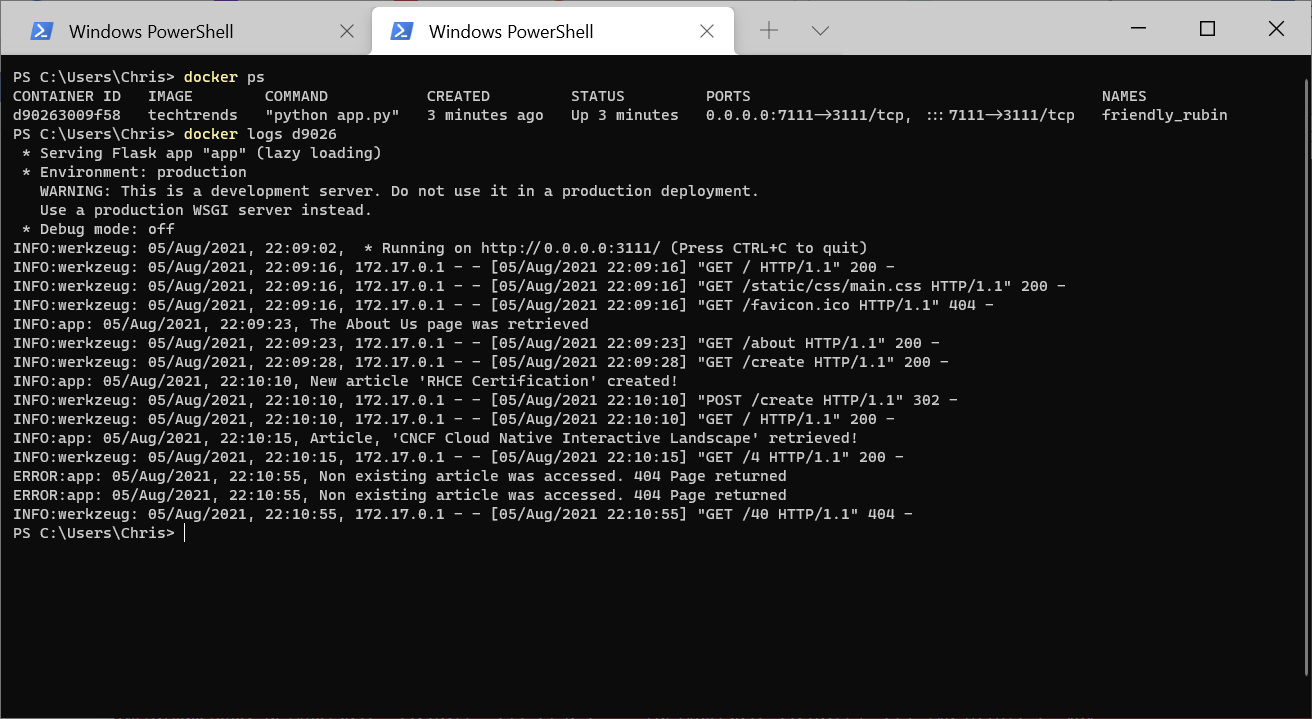 Windows PowerShell
Windows PowerShell
PS C:\Users\Chris> docker ps
CONTAINER ID   IMAGE        COMMAND           CREATED         STATUS         PORTS                                       NAMES
d90263009f58   techtrends   "python app.py"   3 minutes ago   Up 3 minutes   0.0.0.0:7111->3111/tcp, :::7111->3111/tcp   friendly_rubin
PS C:\Users\Chris> docker logs d9026
 * Serving Flask app "app" (lazy loading)
 * Environment: production
   WARNING: This is a development server. Do not use it in a production deployment.
   Use a production WSGI server instead.
 * Debug mode: off
INFO:werkzeug: 05/Aug/2021, 22:09:02,  * Running on http://0.0.0.0:3111/ (Press CTRL+C to quit)
INFO:werkzeug: 05/Aug/2021, 22:09:16, 172.17.0.1 - - [05/Aug/2021 22:09:16] "GET / HTTP/1.1" 200 -
INFO:werkzeug: 05/Aug/2021, 22:09:16, 172.17.0.1 - - [05/Aug/2021 22:09:16] "GET /static/css/main.css HTTP/1.1" 200 -
INFO:werkzeug: 05/Aug/2021, 22:09:16, 172.17.0.1 - - [05/Aug/2021 22:09:16] "GET /favicon.ico HTTP/1.1" 404 -
INFO:app: 05/Aug/2021, 22:09:23, The About Us page was retrieved
INFO:werkzeug: 05/Aug/2021, 22:09:23, 172.17.0.1 - - [05/Aug/2021 22:09:23] "GET /about HTTP/1.1" 200 -
INFO:werkzeug: 05/Aug/2021, 22:09:28, 172.17.0.1 - - [05/Aug/2021 22:09:28] "GET /create HTTP/1.1" 200 -
INFO:app: 05/Aug/2021, 22:10:10, New article 'RHCE Certification' created!
INFO:werkzeug: 05/Aug/2021, 22:10:10, 172.17.0.1 - - [05/Aug/2021 22:10:10] "POST /create HTTP/1.1" 302 -
INFO:werkzeug: 05/Aug/2021, 22:10:10, 172.17.0.1 - - [05/Aug/2021 22:10:10] "GET / HTTP/1.1" 200 -
INFO:app: 05/Aug/2021, 22:10:15, Article, 'CNCF Cloud Native Interactive Landscape' retrieved!
INFO:werkzeug: 05/Aug/2021, 22:10:15, 172.17.0.1 - - [05/Aug/2021 22:10:15] "GET /4 HTTP/1.1" 200 -
ERROR:app: 05/Aug/2021, 22:10:55, Non existing article was accessed. 404 Page returned
ERROR:app: 05/Aug/2021, 22:10:55, Non existing article was accessed. 404 Page returned
INFO:werkzeug: 05/Aug/2021, 22:10:55, 172.17.0.1 - - [05/Aug/2021 22:10:55] "GET /40 HTTP/1.1" 404 -
PS C:\Users\Chris>